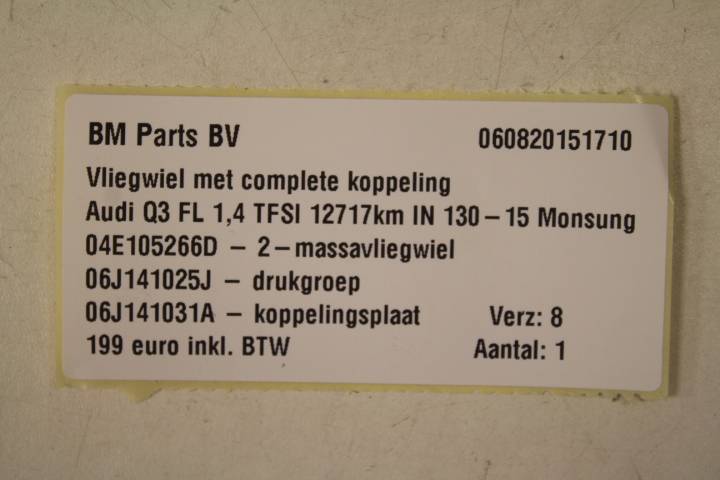 BM Parts BV 060820151710
Vliegwiel met complete koppeling
Audi Q3 FL 1,4 TFSI 12717km IN 130-15 Monsung
04E105266D - 2-massavliegwiel
06J141025J - drukgroep
06J141031A - koppelingsplaat Verz: 8
199 euro inkl. BTW Aantal: 1